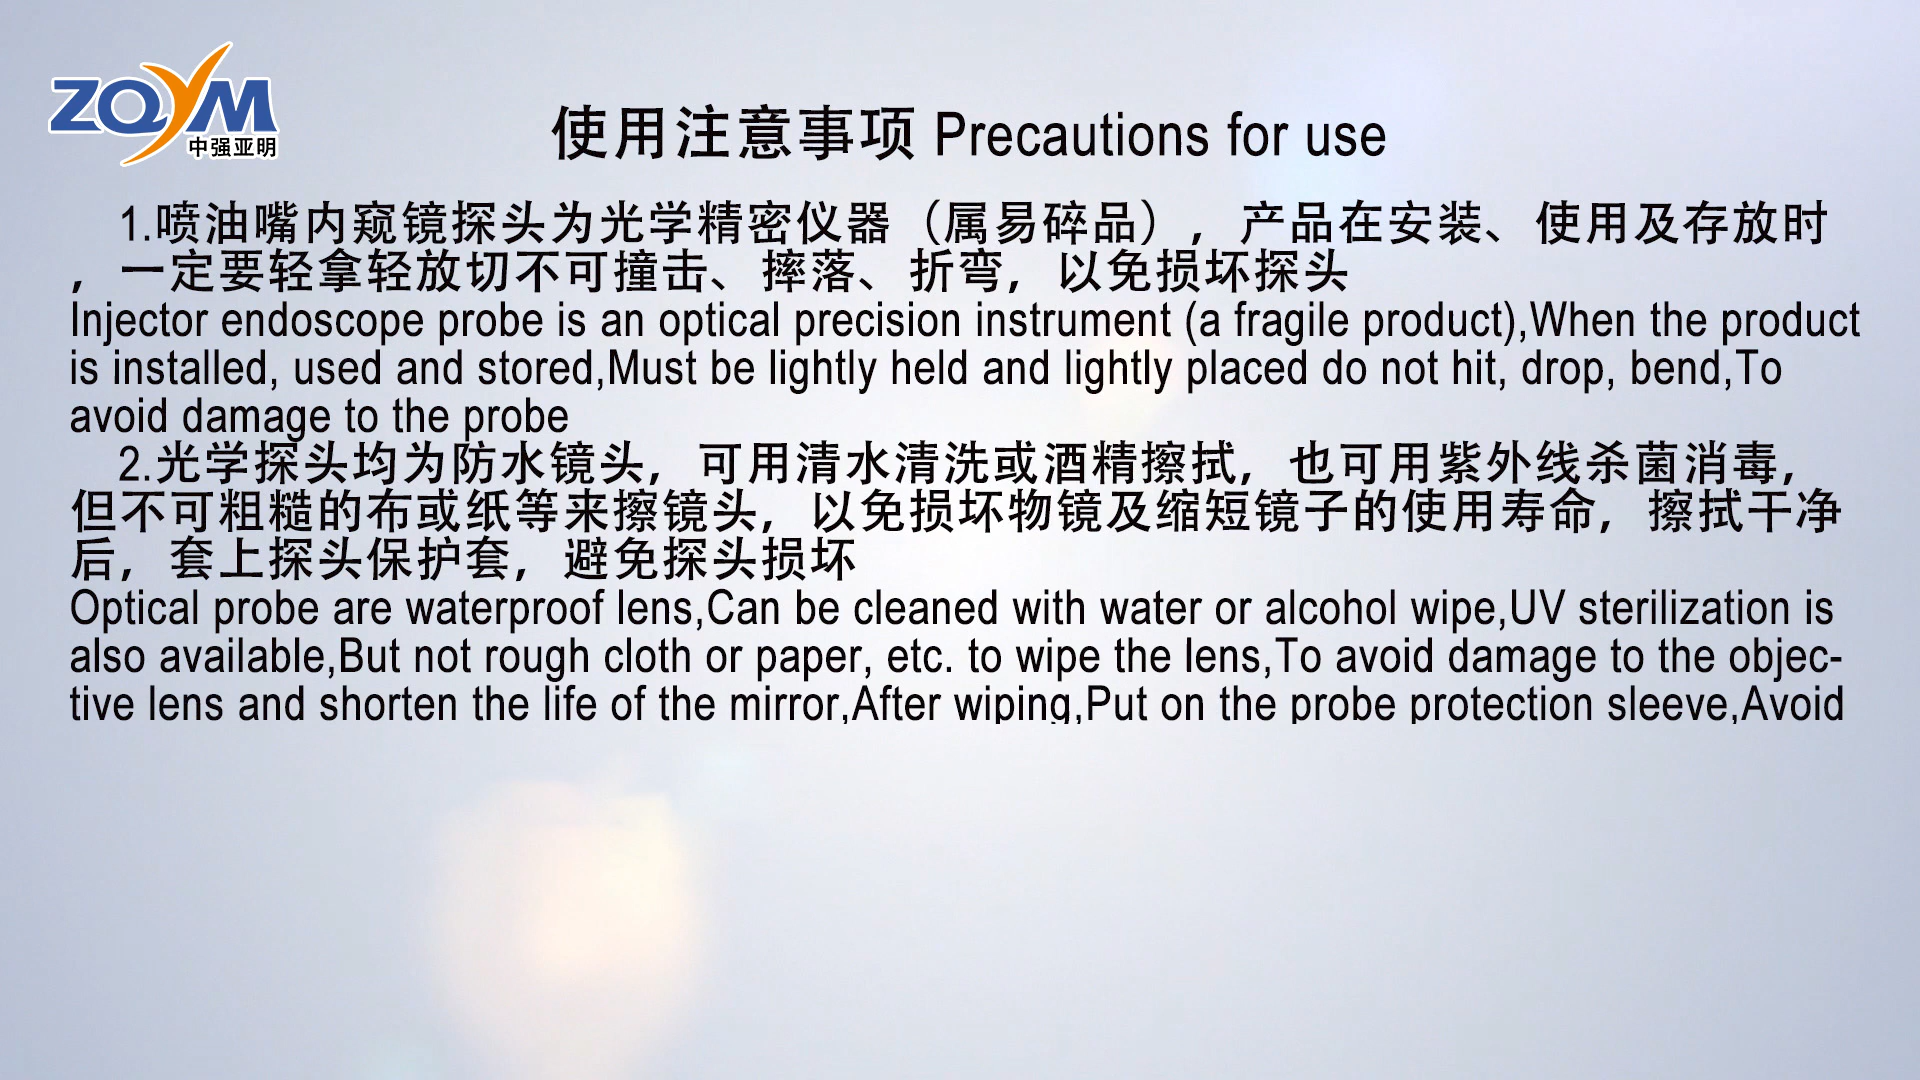 ZQYM
中强亚明
使用注意事项 Precautions for use
1.喷油嘴内窥镜探头为光学精密仪器（属易碎品），产品在安装、使用及存放时
，一定要轻拿轻放切不可撞击、摔落、折弯，以免损坏探头
Injector endoscope probe is an optical precision instrument (a fragile product),When the product
is installed, used and stored,Must be lightly held and lightly placed do not hit, drop, bend,To
avoid damage to the probe
2.光学探头均为防水镜头，可用清水清洗或酒精擦拭，也可用紫外线杀菌消毒，
但不可粗糙的布或纸等来擦镜头，以免损坏物镜及缩短镜子的使用寿命，擦拭干净
后，套上探头保护套，避免探头损坏
Optical probe are waterproof lens,Can be cleaned with water or alcohol wipe,UV sterilization is
also available,But not rough cloth or paper, etc. to wipe the lens,To avoid damage to the objec-
tive lens and shorten the life of the mirror,After wiping,Put on the probe protection sleeve,Avoid